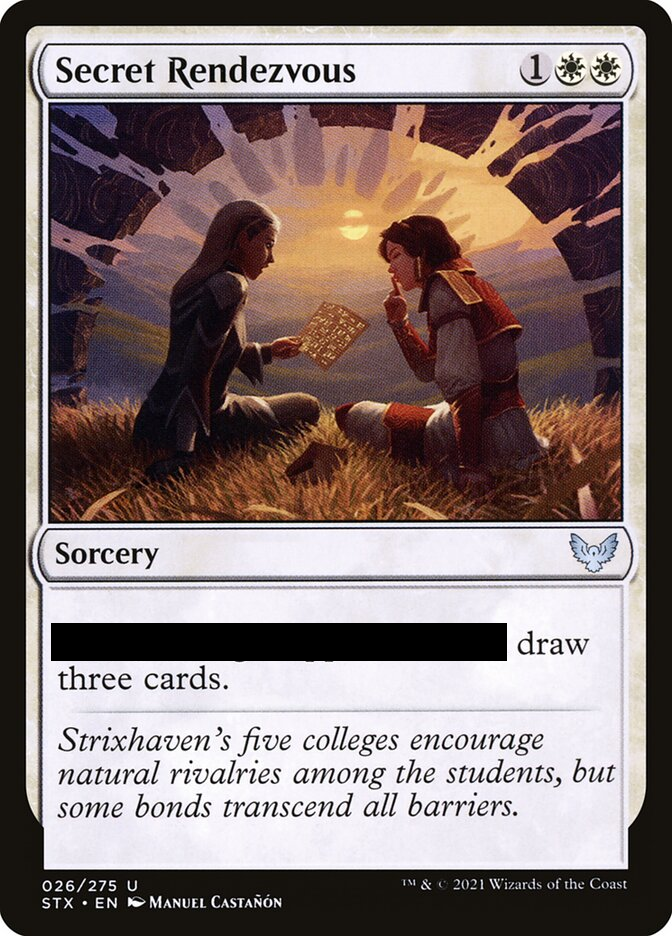 Secret Rendezvous
1
Sorcery
draw
three cards.
Strixhaven's five colleges encourage
natural rivalries among the students, but
some bonds transcend all barriers.
026/275 U
STX • EN Manuel Castañón
™ & © 2021 Wizards of the Coast